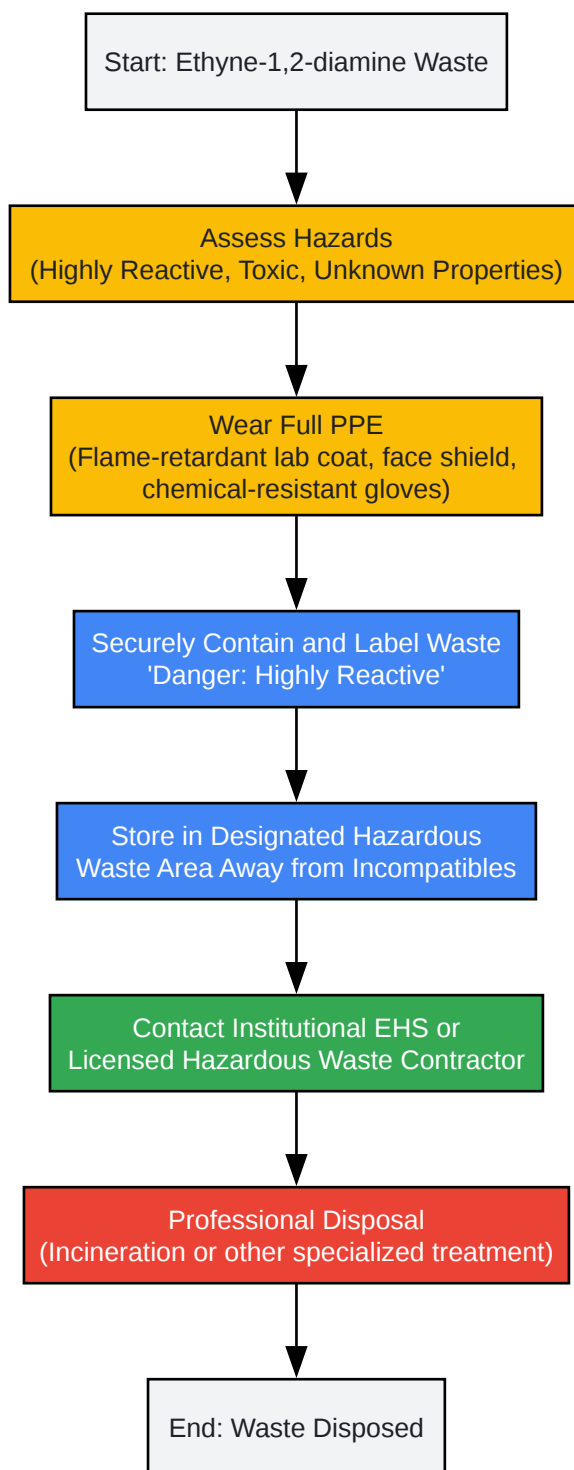 Start: Ethyne-1,2-diamine Waste
Assess Hazards
(Highly Reactive, Toxic, Unknown Properties)
Wear Full PPE
(Flame-retardant lab coat, face shield,
chemical-resistant gloves)
Securely Contain and Label Waste
'Danger: Highly Reactive'
Store in Designated Hazardous
Waste Area Away from Incompatibles
Contact Institutional EHS or
Licensed Hazardous Waste Contractor
Professional Disposal
(Incineration or other specialized treatment)
End: Waste Disposed